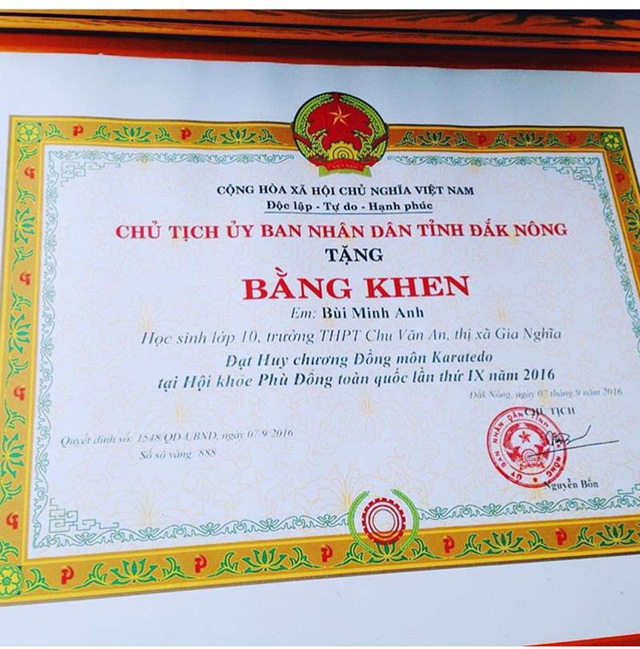 CỘNG HÒA XÃ HỘI CHỦ NGHĨA VIỆT NAM
Độc lập - Tự do - Hạnh phúc
CHỦ TỊCH ỦY BAN NHÂN DÂN TỈNH ĐẮK NÔNG
TẶNG
BẰNG KHEN
Em: Bùi Minh Anh
Học sinh lớp 10, trường THPT Chu Văn An, thị xã Gia Nghĩa
Đạt Huy chương Đồng môn Karatedo
tại Hội khỏe Phù Đổng toàn quốc lần thứ IX năm 2016
Đắk Nông, ngày 07 tháng 9 năm 2016
CHỦ TỊCH
Quyết định số: 1548/QĐ-UBND, ngày 07/9/2016
Số sổ vàng: 888
Nguyễn Bốn